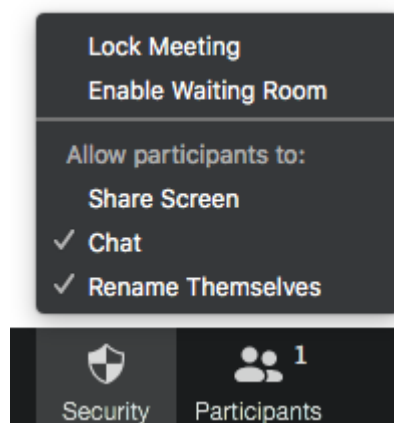 Lock Meeting
Enable Waiting Room
Allow participants to:
Share Screen
✓ Chat
✓ Rename Themselves
1
Security
Participants